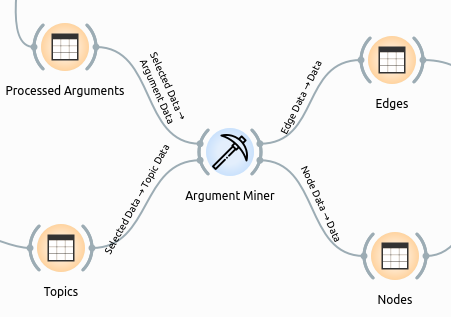 Processed Arguments
Selected Data → Argument Data
Edge Data → Data
Edges
Argument Miner
Selected Data → Topic Data
Node Data → Data
Topics
Nodes